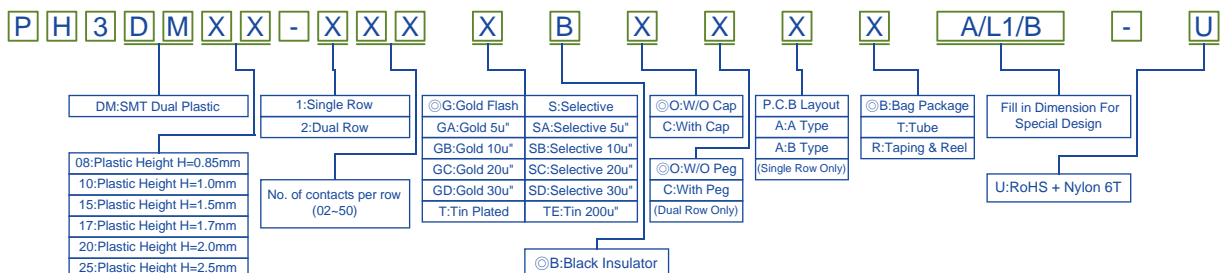 P H 3 D M X X - X X X X B X X X X A/L1/B - U
DM:SMT Dual Plastic
08:Plastic Height H=0.85mm
10:Plastic Height H=1.0mm
15:Plastic Height H=1.5mm
17:Plastic Height H=1.7mm
20:Plastic Height H=2.0mm
25:Plastic Height H=2.5mm
1:Single Row
2:Dual Row
No. of contacts per row
(02~50)
◎G:Gold Flash S:Selective
GA:Gold 5u" SA:Selective 5u"
GB:Gold 10u" SB:Selective 10u"
GC:Gold 20u" SC:Selective 20u"
GD:Gold 30u" SD:Selective 30u"
T:Tin Plated TE:Tin 200u"
◎B:Black Insulator
◎O:W/O Cap
C:With Cap
◎O:W/O Peg
C:With Peg
(Dual Row Only)
P.C.B Layout
A:A Type
A:B Type
(Single Row Only)
◎B:Bag Package
T:Tube
R:Taping & Reel
Fill in Dimension For
Special Design
U:RoHS + Nylon 6T